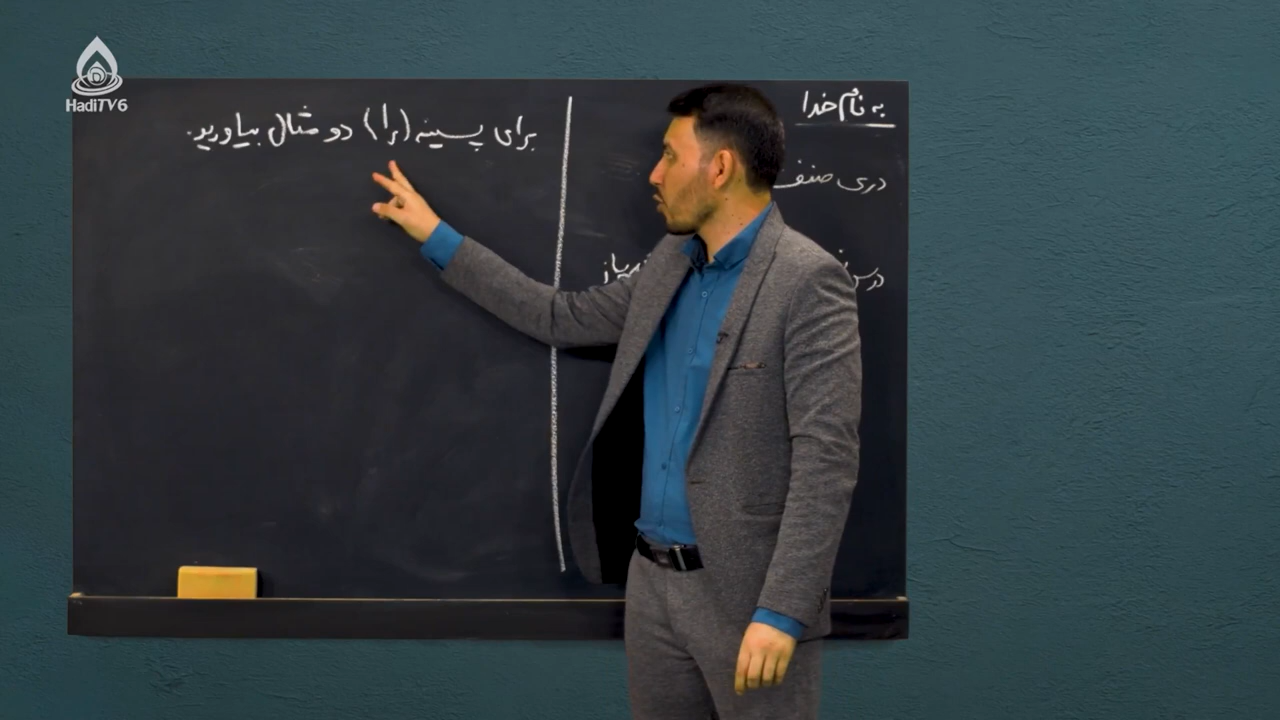 HadiTV6
به نام خدا
دری صنف
درس
برای پسینه (را) دو مثال بیاورید.